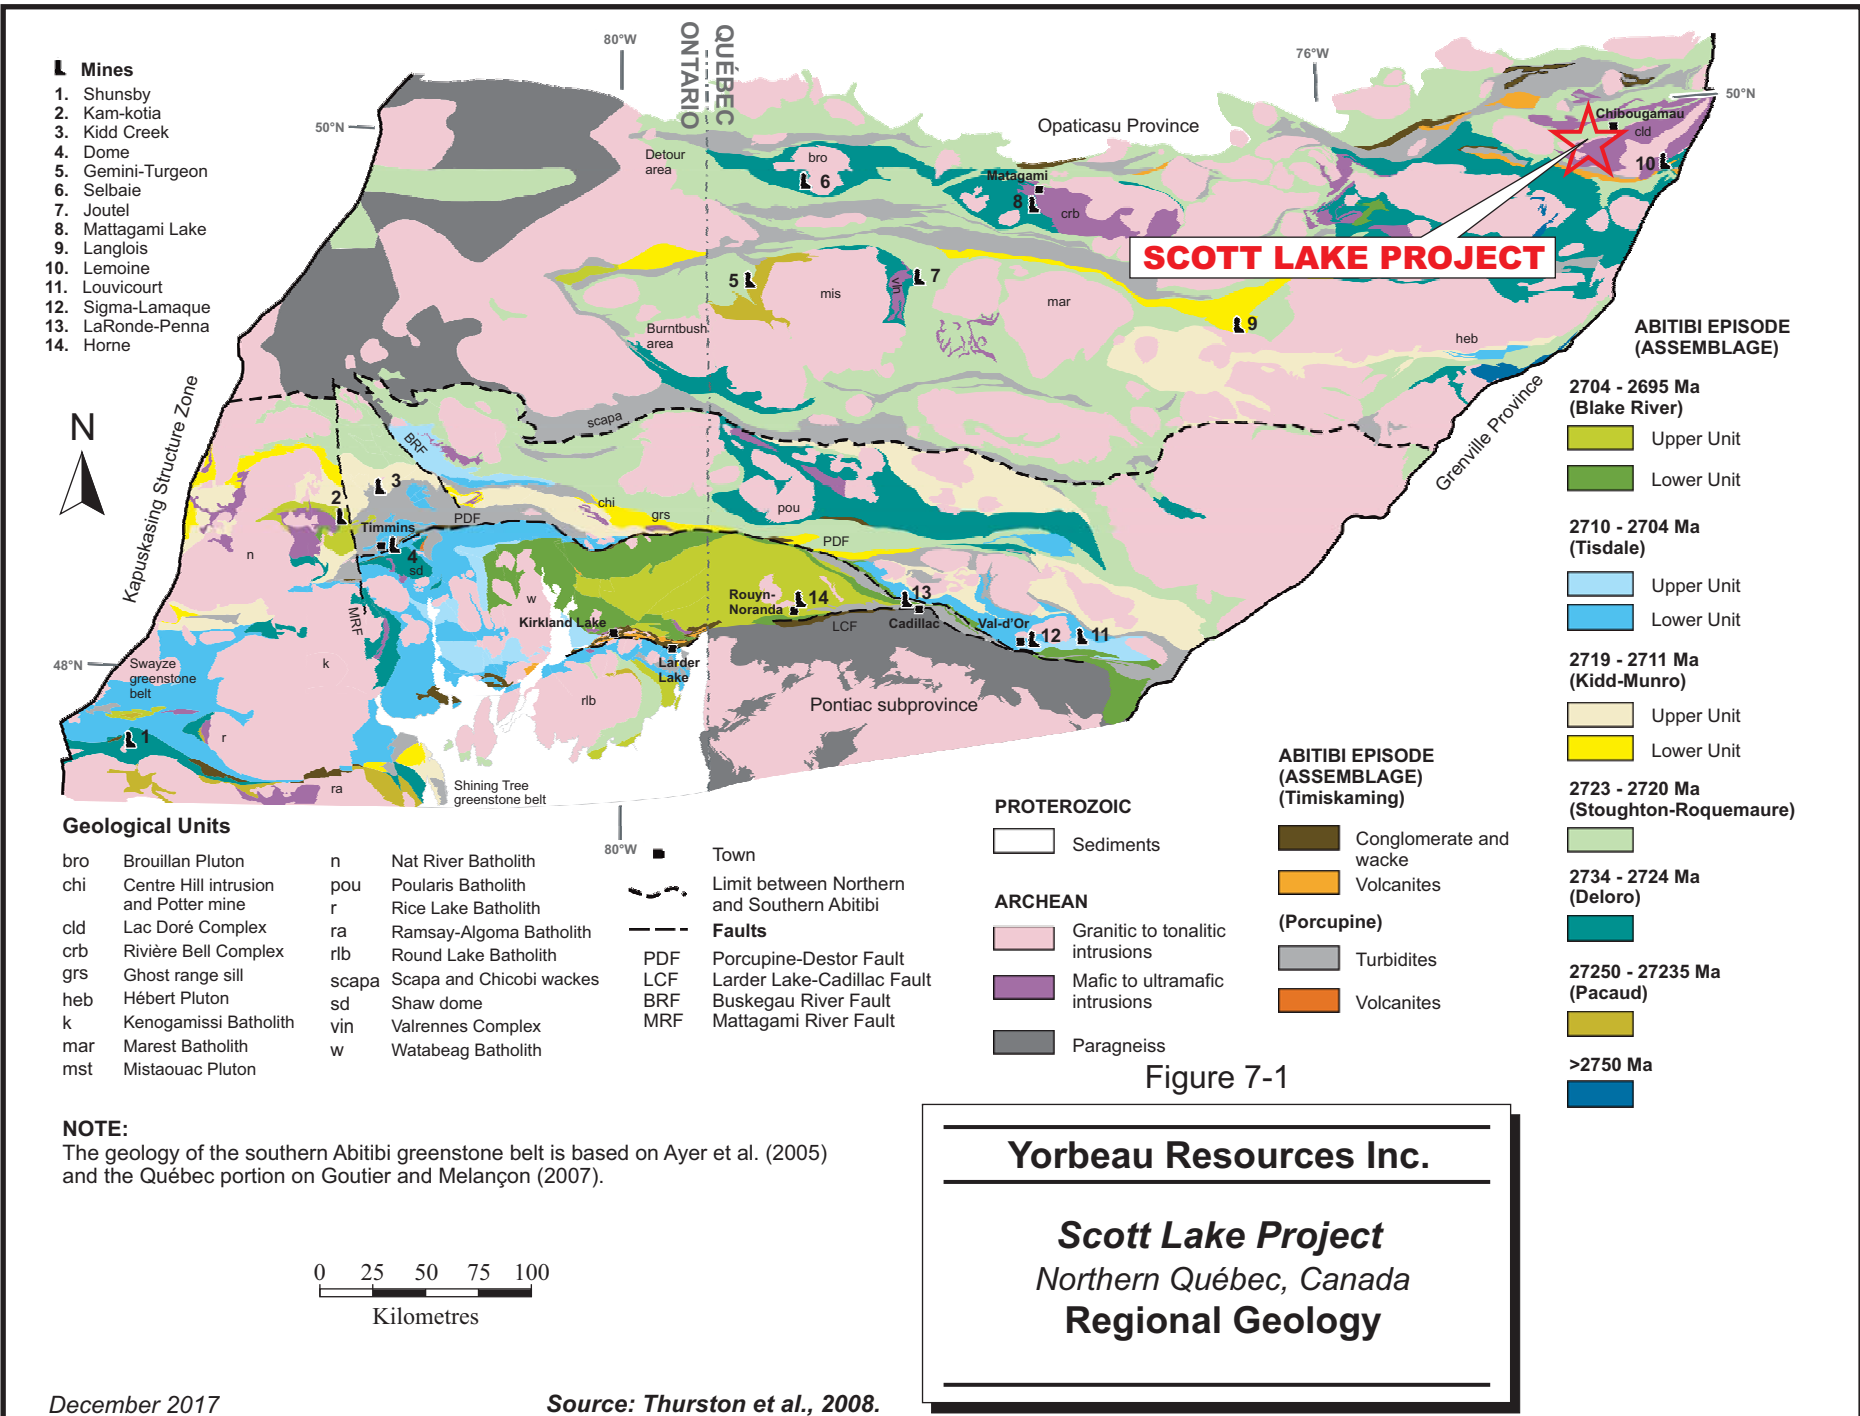 Mines
1. Shunsby
2. Kam-kotia
3. Kidd Creek
4. Dome
5. Gemini-Turgeon
6. Selbaie
7. Joutel
8. Mattagami Lake
9. Langlois
10. Lemoine
11. Louvicourt
12. Sigma-Lamaque
13. LaRonde-Penna
14. Horne
80°W
ONTARIO
QUÉBEC
76°W
50°N
50°N
Opaticasu Province
Chibougamau
cld
10
Detour
area
bro
6
Matagami
8
crb
SCOTT LAKE PROJECT
5
mis
vin
7
mar
9
heb
Burntbush
area
scapa
Kapuskasing Structure Zone
Grenville Province
N
BRF
3
2
Timmins
PDF
chi
grs
pou
PDF
4
sd
n
MRF
w
Kirkland Lake
Rouyn-
Noranda
14
13
LCF
Cadillac
Val-d'Or
12
11
48°N
Swayze
greenstone
belt
k
Larder
Lake
rlb
Pontiac subprovince
1
r
ra
Shining Tree
greenstone belt
80°W
ABITIBI EPISODE
(ASSEMBLAGE)
2704 - 2695 Ma
(Blake River)
Upper Unit
Lower Unit
2710 - 2704 Ma
(Tisdale)
Upper Unit
Lower Unit
2719 - 2711 Ma
(Kidd-Munro)
Upper Unit
Lower Unit
2723 - 2720 Ma
(Stoughton-Roquemaure)
2734 - 2724 Ma
(Deloro)
27250 - 27235 Ma
(Pacaud)
>2750 Ma
Geological Units
bro Brouillan Pluton
chi Centre Hill intrusion
and Potter mine
cld Lac Doré Complex
crb Rivière Bell Complex
grs Ghost range sill
heb Hébert Pluton
k Kenogamissi Batholith
mar Marest Batholith
mst Mistaouac Pluton
n Nat River Batholith
pou Poularis Batholith
r Rice Lake Batholith
ra Ramsay-Algoma Batholith
rlb Round Lake Batholith
scapa Scapa and Chicobi wackes
sd Shaw dome
vin Valrennes Complex
w Watabeag Batholith
Town
Limit between Northern
and Southern Abitibi
Faults
PDF Porcupine-Destor Fault
LCF Larder Lake-Cadillac Fault
BRF Buskegau River Fault
MRF Mattagami River Fault
PROTEROZOIC
Sediments
ARCHEAN
Granitic to tonalitic
intrusions
Mafic to ultramafic
intrusions
Paragneiss
ABITIBI EPISODE
(ASSEMBLAGE)
(Timiskaming)
Conglomerate and
wacke
Volcanites
(Porcupine)
Turbidites
Volcanites
Figure 7-1
NOTE:
The geology of the southern Abitibi greenstone belt is based on Ayer et al. (2005)
and the Québec portion on Goutier and Melançon (2007).
0 25 50 75 100
Kilometres
Yorbeau Resources Inc.
Scott Lake Project
Northern Québec, Canada
Regional Geology
December 2017
Source: Thurston et al., 2008.